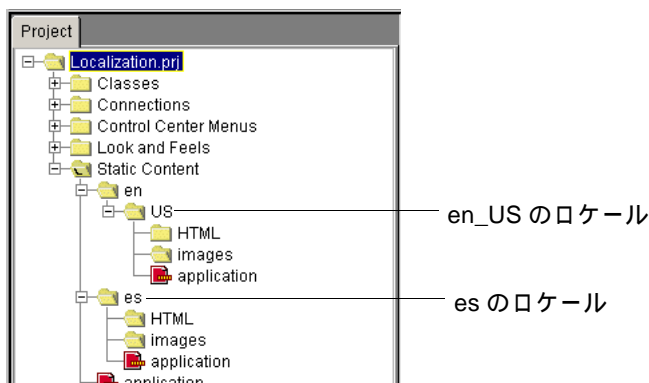 Project
Localization.prj
Classes
Connections
Control Center Menus
Look and Feels
Static Content
en
US
en_US のロケール
HTML
images
application
es
es のロケール
HTML
images
application
application